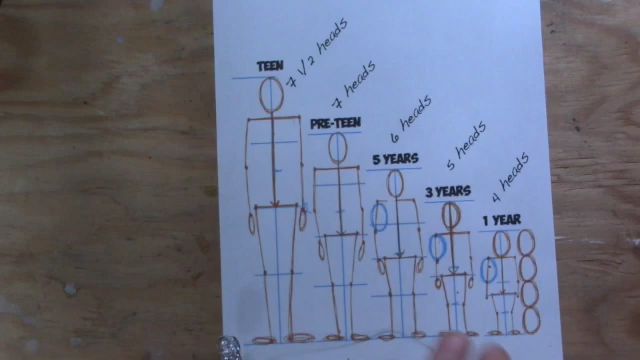 TEEN
7 1/2 heads
PRE-TEEN
7 heads
5 YEARS
6 heads
3 YEARS
5 heads
1 YEAR
4 heads